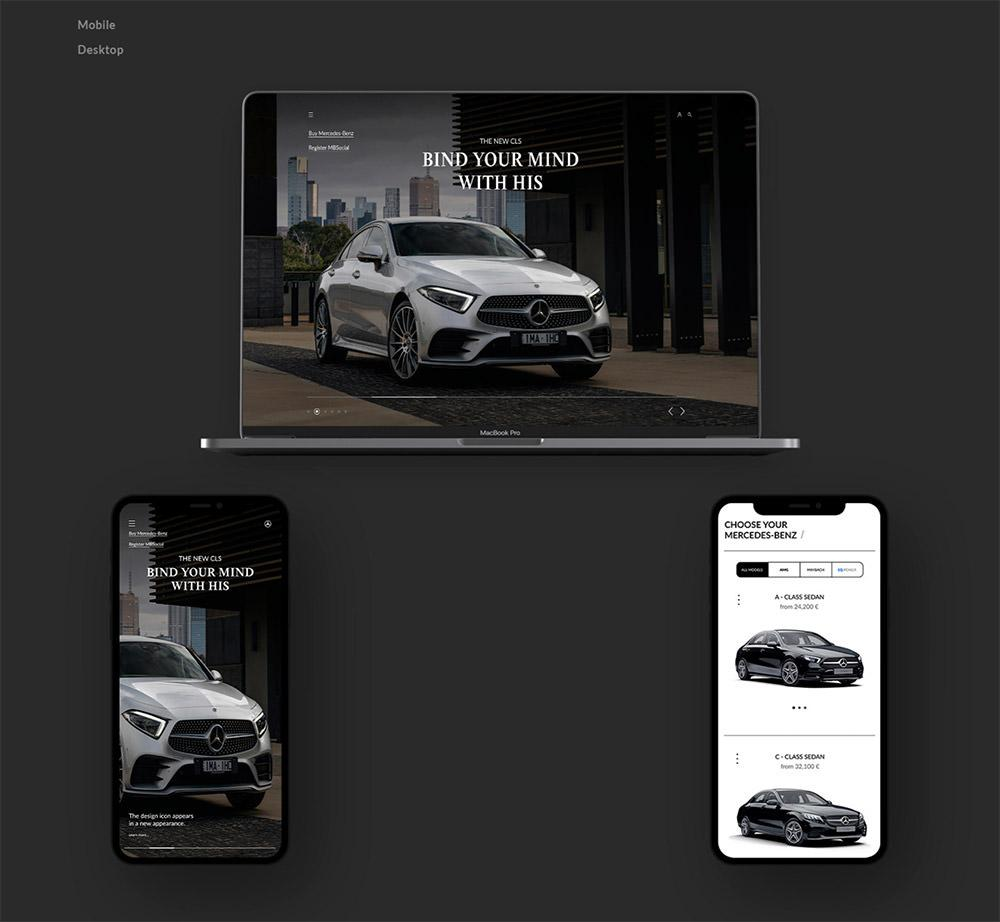 Mobile
Desktop
Buy Mercedes-Benz
Register MBSocial
THE NEW CLS
BIND YOUR MIND
WITH HIS
1MA·1HC
MacBook Pro
Buy Mercedes-Benz
Register MBSocial
THE NEW CLS
BIND YOUR MIND
WITH HIS
1MA·1HC
The design icon appears
in a new appearance.
Learn more...
CHOOSE YOUR
MERCEDES-BENZ /
ALL MODELS AMG MAYBACH EQ POWER
A - CLASS SEDAN
from 24,200 €
C - CLASS SEDAN
from 32,100 €